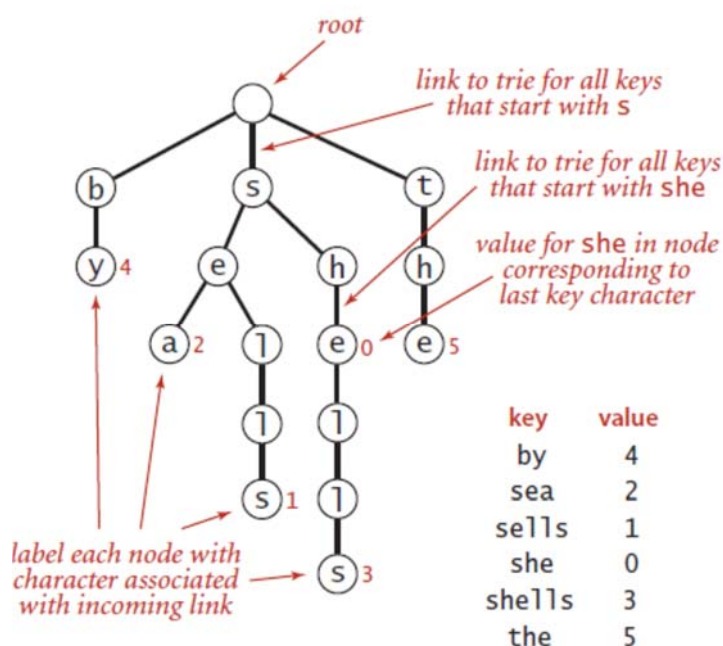 root
link to trie for all keys
that start with s
link to trie for all keys
that start with she
b
s
t
value for she in node
corresponding to
last key character
y 4
e
h
h
a 2
l
e 0
e 5
l
l
s 1
l
s 3
label each node with
character associated
with incoming link
key value
by 4
sea 2
sells 1
she 0
shells 3
the 5